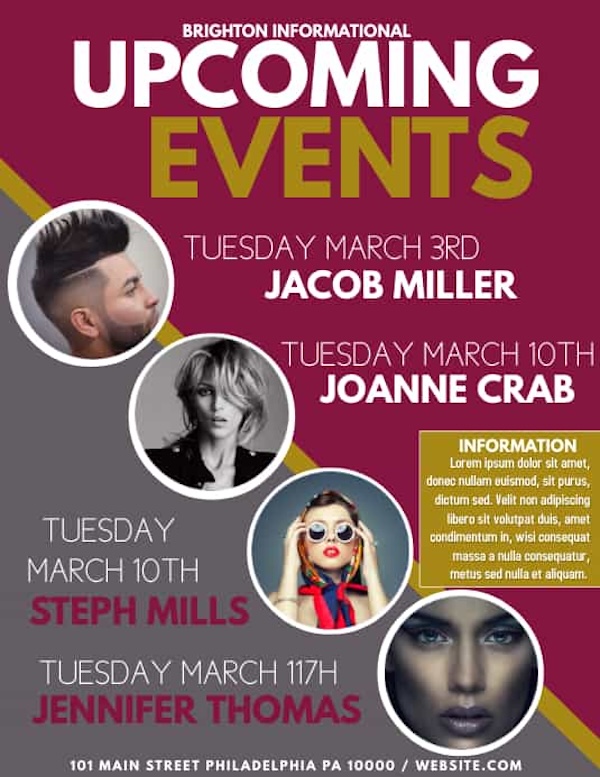 BRIGHTON INFORMATIONAL
UPCOMING
EVENTS
TUESDAY MARCH 3RD
JACOB MILLER
TUESDAY MARCH 10TH
JOANNE CRAB
INFORMATION
Lorem ipsum dolor sit amet,
donec nullam euismod, sit purus,
dictum sed. Velit non adipiscing
libero sit volutpat duis, amet
condimentum in, wisi consequat
massa a nulla consequatur,
metus sed nulla et aliquam.
TUESDAY
MARCH 10TH
STEPH MILLS
TUESDAY MARCH 117H
JENNIFER THOMAS
101 MAIN STREET PHILADELPHIA PA 10000 / WEBSITE.COM